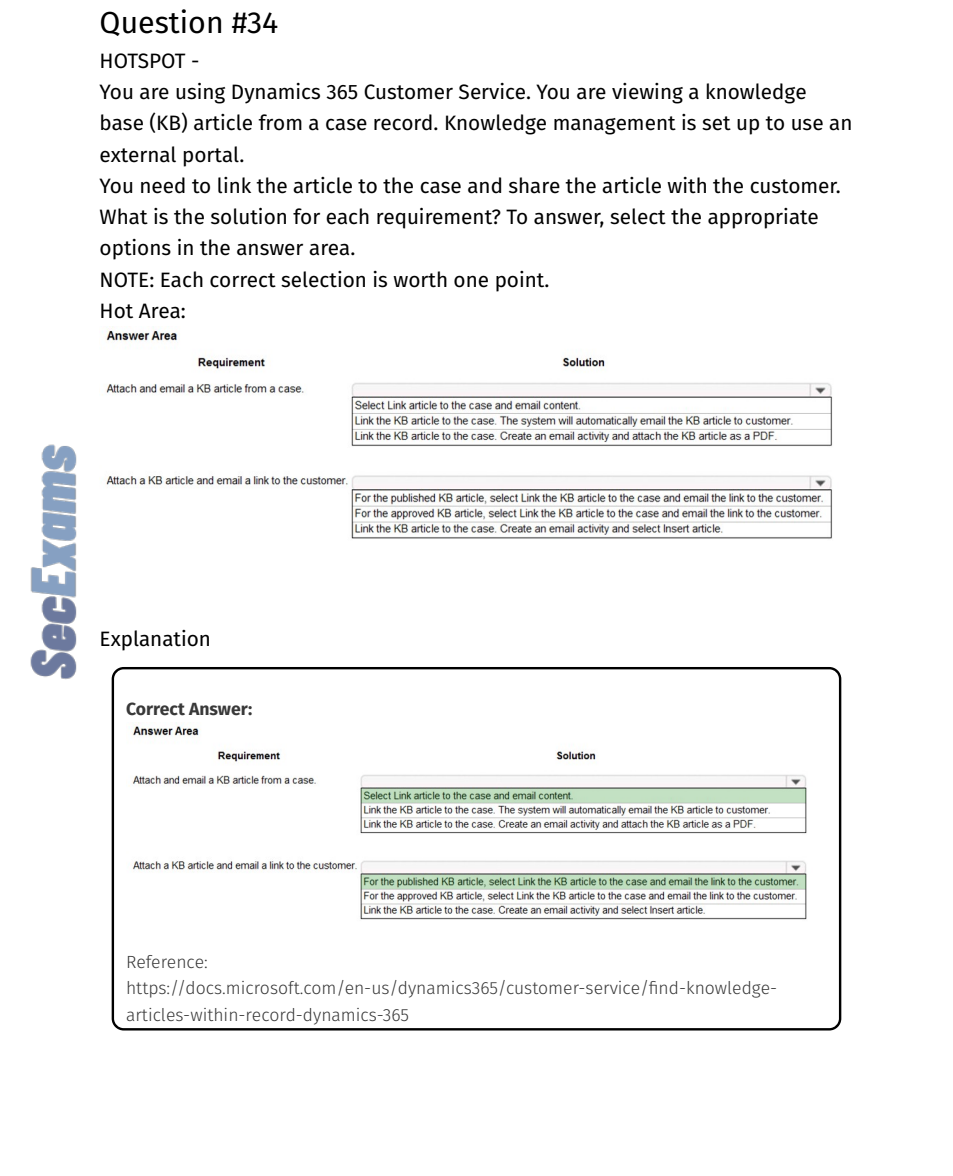 Question #34
HOTSPOT -
You are using Dynamics 365 Customer Service. You are viewing a knowledge
base (KB) article from a case record. Knowledge management is set up to use an
external portal.
You need to link the article to the case and share the article with the customer.
What is the solution for each requirement? To answer, select the appropriate
options in the answer area.
NOTE: Each correct selection is worth one point.
Hot Area:
Answer Area
Requirement Solution
Attach and email a KB article from a case.
Select Link article to the case and email content.
Link the KB article to the case. The system will automatically email the KB article to customer.
Link the KB article to the case. Create an email activity and attach the KB article as a PDF.
Attach a KB article and email a link to the customer.
For the published KB article, select Link the KB article to the case and email the link to the customer.
For the approved KB article, select Link the KB article to the case and email the link to the customer.
Link the KB article to the case. Create an email activity and select Insert article.
SecExams
Explanation
Correct Answer:
Answer Area
Requirement Solution
Attach and email a KB article from a case.
Select Link article to the case and email content.
Link the KB article to the case. The system will automatically email the KB article to customer.
Link the KB article to the case. Create an email activity and attach the KB article as a PDF.
Attach a KB article and email a link to the customer.
For the published KB article, select Link the KB article to the case and email the link to the customer.
For the approved KB article, select Link the KB article to the case and email the link to the customer.
Link the KB article to the case. Create an email activity and select Insert article.
Reference:
https://docs.microsoft.com/en-us/dynamics365/customer-service/find-knowledge-
articles-within-record-dynamics-365